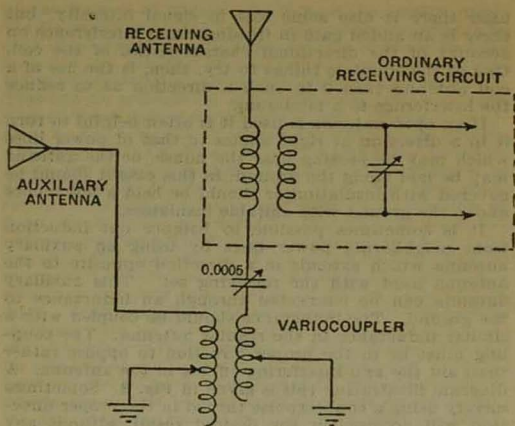 RECEIVING
ANTENNA
ORDINARY
RECEIVING CIRCUIT
AUXILIARY
ANTENNA
0.0005
VARIOCOUPLER